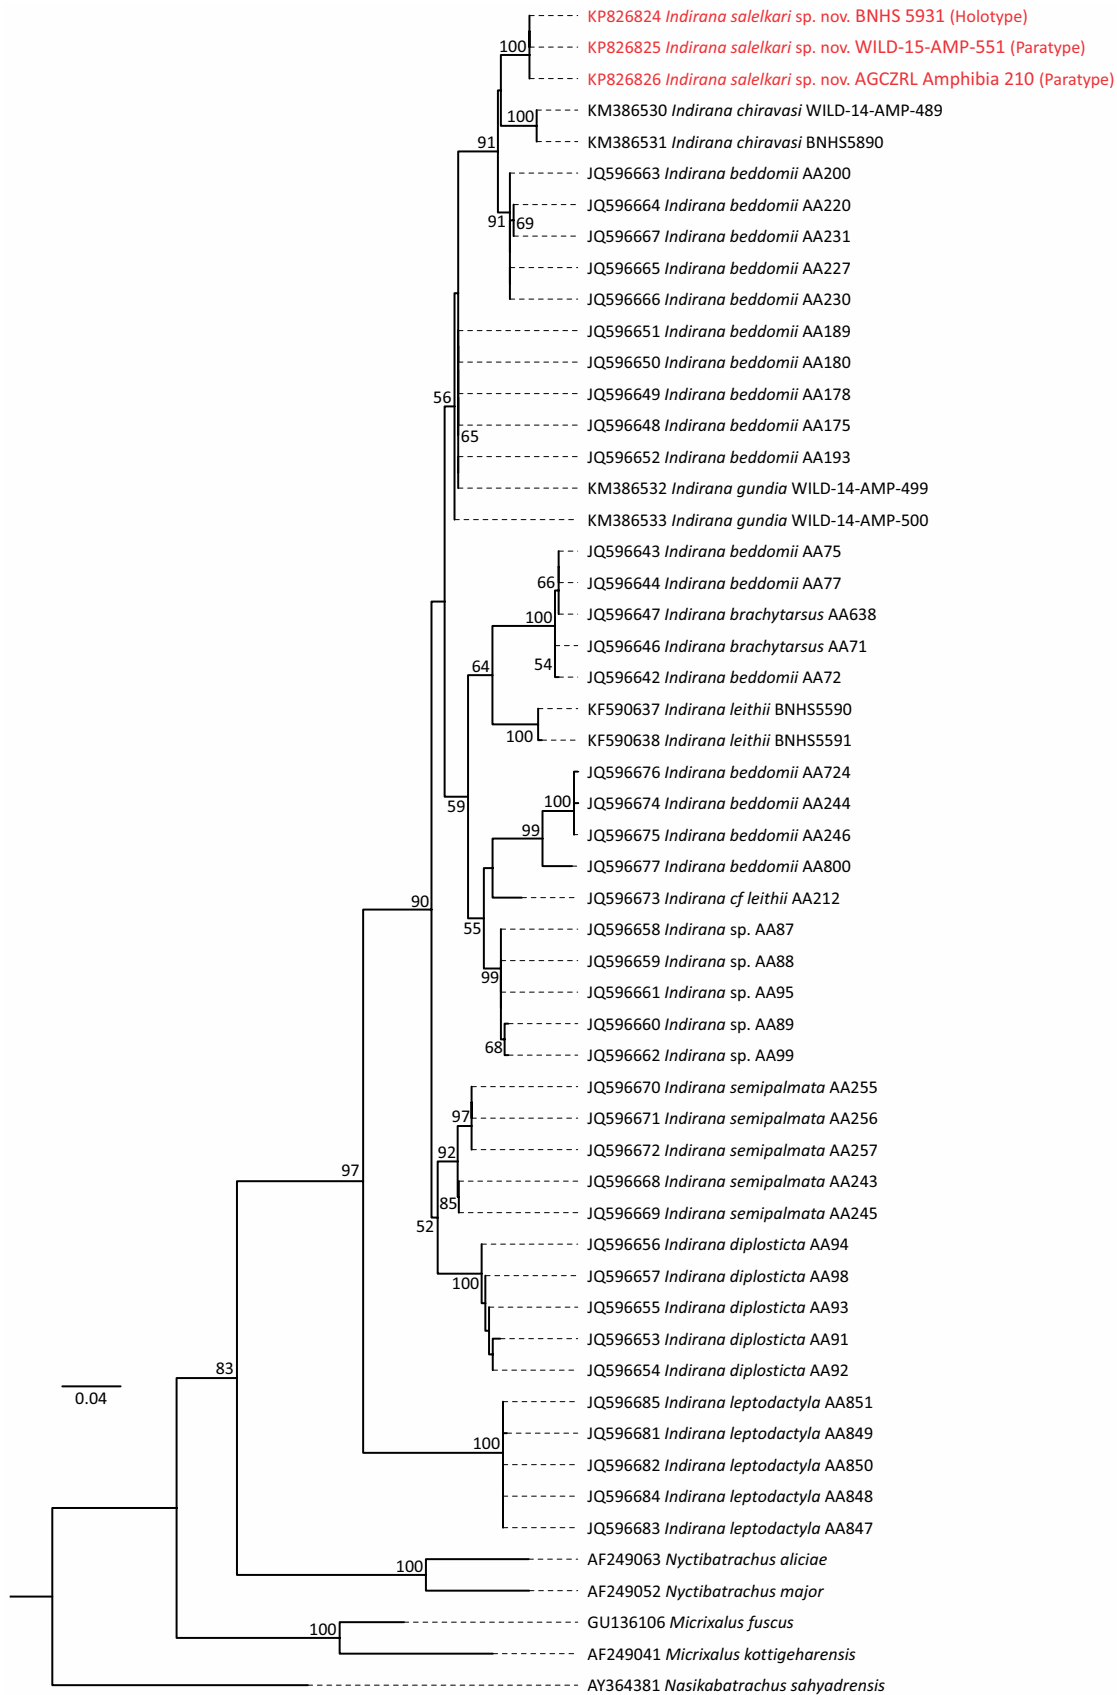 KP826824 Indirana salelkari sp. nov. BNHS 5931 (Holotype)
100
KP826825 Indirana salelkari sp. nov. WILD-15-AMP-551 (Paratype)
KP826826 Indirana salelkari sp. nov. AGCZRL Amphibia 210 (Paratype)
KM386530 Indirana chiravasi WILD-14-AMP-489
100
91
KM386531 Indirana chiravasi BNHS5890
JQ596663 Indirana beddomii AA200
JQ596664 Indirana beddomii AA220
91
69
JQ596667 Indirana beddomii AA231
JQ596665 Indirana beddomii AA227
JQ596666 Indirana beddomii AA230
JQ596651 Indirana beddomii AA189
JQ596650 Indirana beddomii AA180
JQ596649 Indirana beddomii AA178
56
JQ596648 Indirana beddomii AA175
65
JQ596652 Indirana beddomii AA193
KM386532 Indirana gundia WILD-14-AMP-499
KM386533 Indirana gundia WILD-14-AMP-500
JQ596643 Indirana beddomii AA75
66
JQ596644 Indirana beddomii AA77
JQ596647 Indirana brachytarsus AA638
100
JQ596646 Indirana brachytarsus AA71
64
54
JQ596642 Indirana beddomii AA72
KF590637 Indirana leithii BNHS5590
100
KF590638 Indirana leithii BNHS5591
JQ596676 Indirana beddomii AA724
100
JQ596674 Indirana beddomii AA244
59
99
JQ596675 Indirana beddomii AA246
JQ596677 Indirana beddomii AA800
JQ596673 Indirana cf leithii AA212
90
55
JQ596658 Indirana sp. AA87
JQ596659 Indirana sp. AA88
99
JQ596661 Indirana sp. AA95
JQ596660 Indirana sp. AA89
68
JQ596662 Indirana sp. AA99
JQ596670 Indirana semipalmata AA255
97
JQ596671 Indirana semipalmata AA256
JQ596672 Indirana semipalmata AA257
92
97
JQ596668 Indirana semipalmata AA243
85
JQ596669 Indirana semipalmata AA245
52
JQ596656 Indirana diplosticta AA94
100
JQ596657 Indirana diplosticta AA98
JQ596655 Indirana diplosticta AA93
JQ596653 Indirana diplosticta AA91
83
JQ596654 Indirana diplosticta AA92
0.04
JQ596685 Indirana leptodactyla AA851
JQ596681 Indirana leptodactyla AA849
100
JQ596682 Indirana leptodactyla AA850
JQ596684 Indirana leptodactyla AA848
JQ596683 Indirana leptodactyla AA847
AF249063 Nyctibatrachus aliciae
100
AF249052 Nyctibatrachus major
GU136106 Micrixalus fuscus
100
AF249041 Micrixalus kottigeharensis
AY364381 Nasikabatrachus sahyadrensis